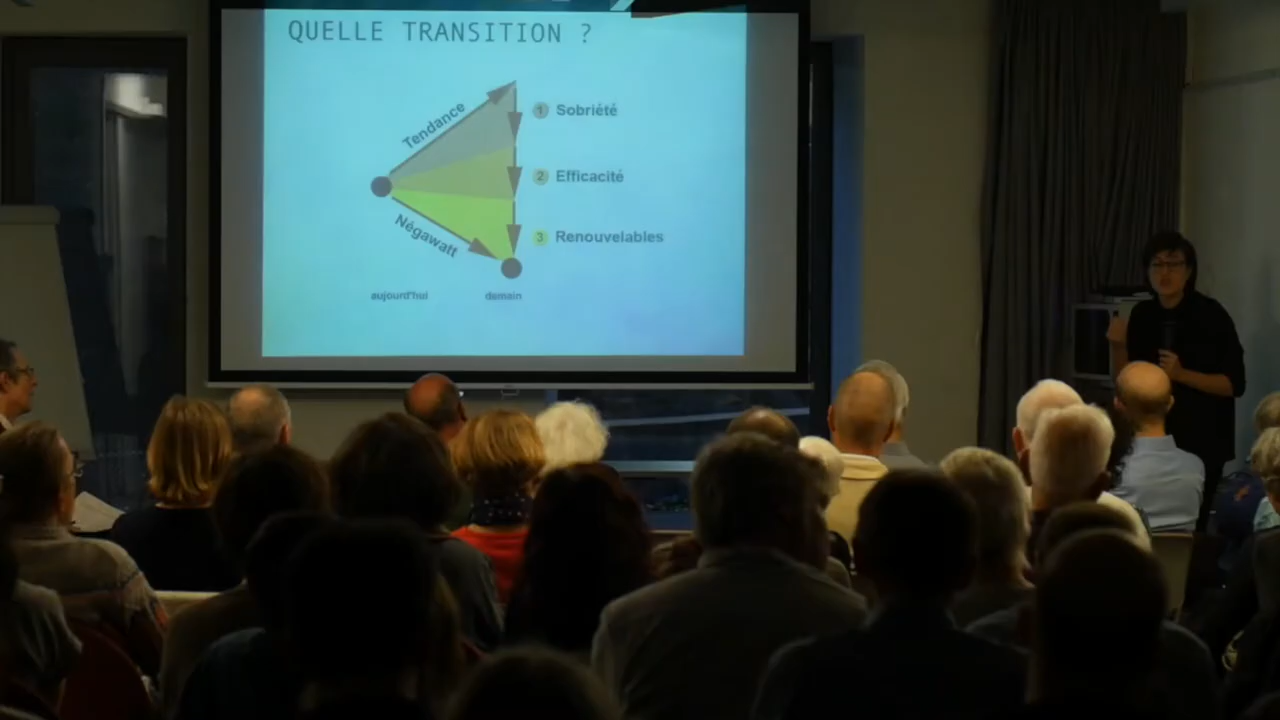 QUELLE TRANSITION ?
Tendance
1 Sobriété
2 Efficacité
Négawatt
3 Renouvelables
aujourd'hui demain